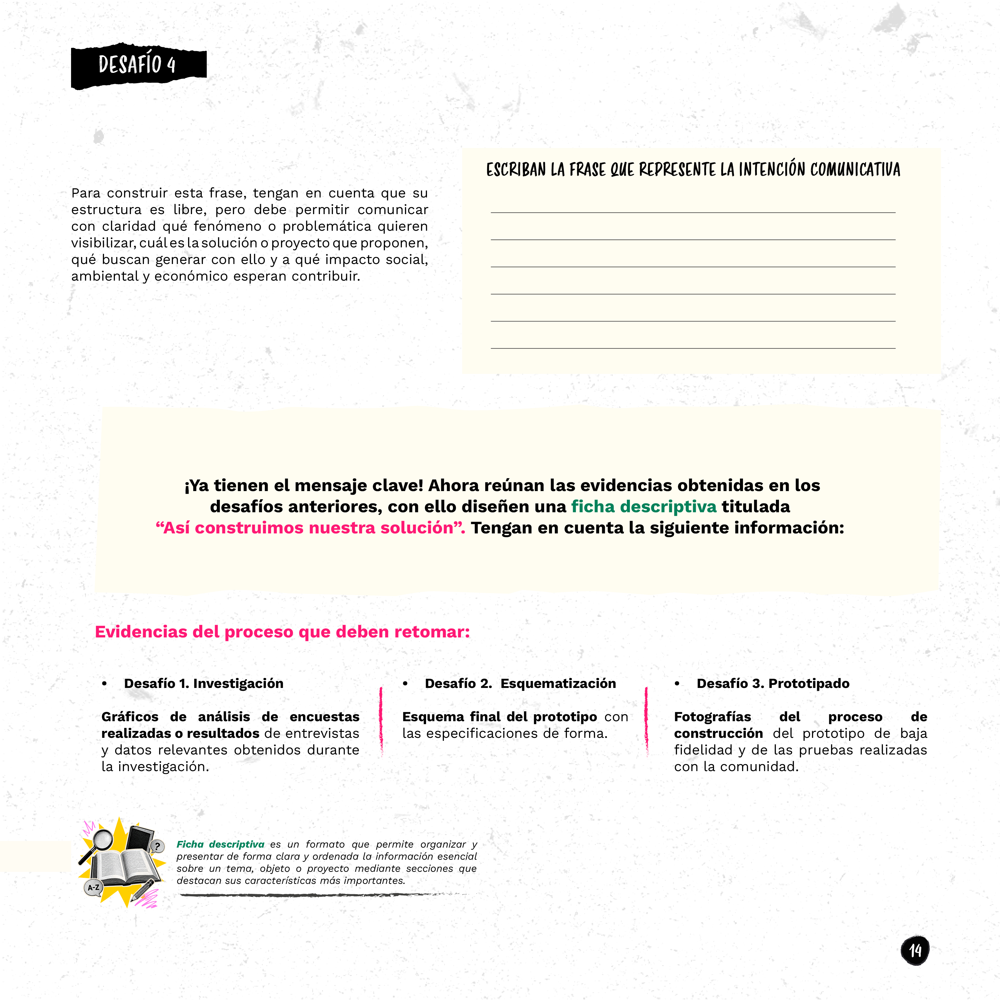 DESAFÍO 4
Para construir esta frase, tengan en cuenta que su
estructura es libre, pero debe permitir comunicar
con claridad qué fenómeno o problemática quieren
visibilizar, cuál es la solución o proyecto que proponen,
qué buscan generar con ello y a qué impacto social,
ambiental y económico esperan contribuir.
ESCRIBAN LA FRASE QUE REPRESENTE LA INTENCIÓN COMUNICATIVA
¡Ya tienen el mensaje clave! Ahora reúnan las evidencias obtenidas en los
desafíos anteriores, con ello diseñen una ficha descriptiva titulada
“Así construimos nuestra solución”. Tengan en cuenta la siguiente información:
Evidencias del proceso que deben retomar:
• Desafío 1. Investigación
Gráficos de análisis de encuestas
realizadas o resultados de entrevistas
y datos relevantes obtenidos durante
la investigación.
• Desafío 2. Esquematización
Esquema final del prototipo con
las especificaciones de forma.
• Desafío 3. Prototipado
Fotografías del proceso de
construcción del prototipo de baja
fidelidad y de las pruebas realizadas
con la comunidad.
?
A-Z
Ficha descriptiva es un formato que permite organizar y
presentar de forma clara y ordenada la información esencial
sobre un tema, objeto o proyecto mediante secciones que
destacan sus características más importantes.
14